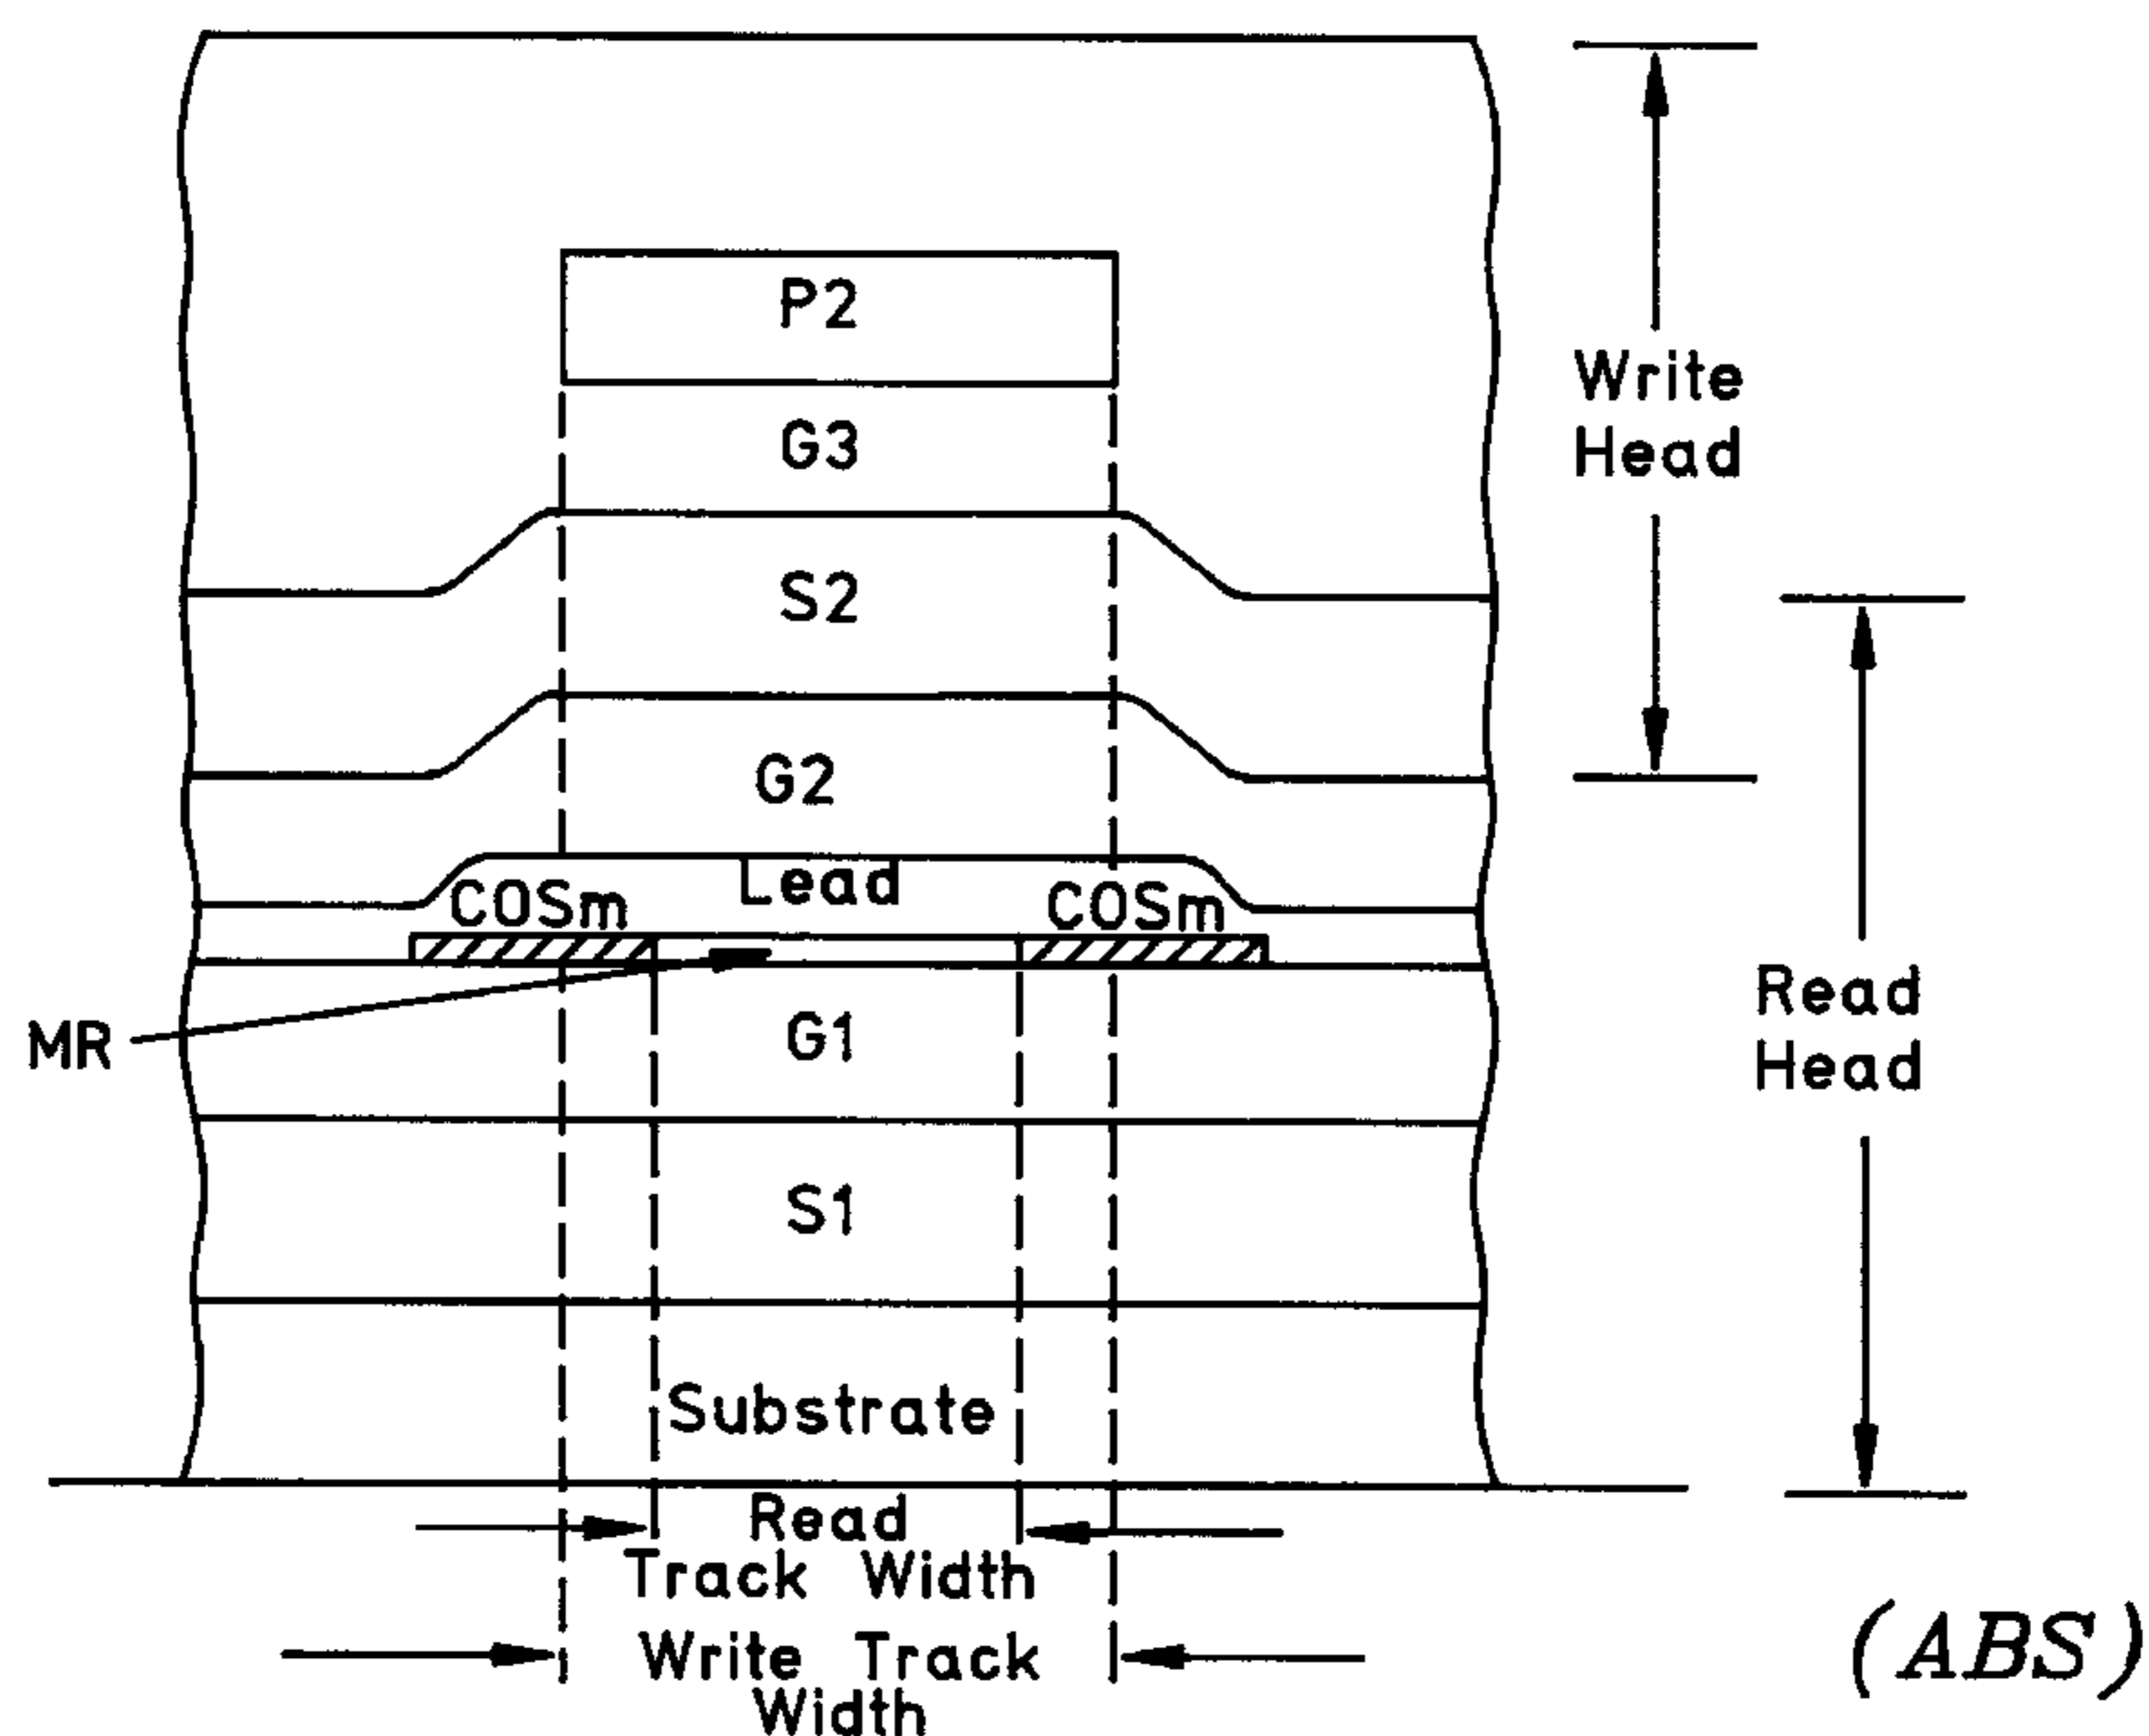 P2
Write
Head
G3
S2
G2
Lead
COSm
COSm
Read
Head
MR
G1
S1
Substrate
Read
Track Width
Write Track
Width
(ABS)